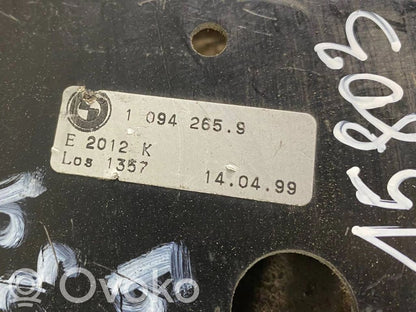 1 094 265.9
E 2012 K
Los 1357
14.04.99
15803
Ovoko